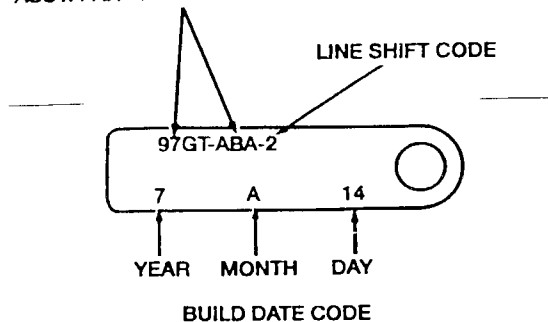 LINE SHIFT CODE
97GT-ABA-2
7 A 14
YEAR MONTH DAY
BUILD DATE CODE